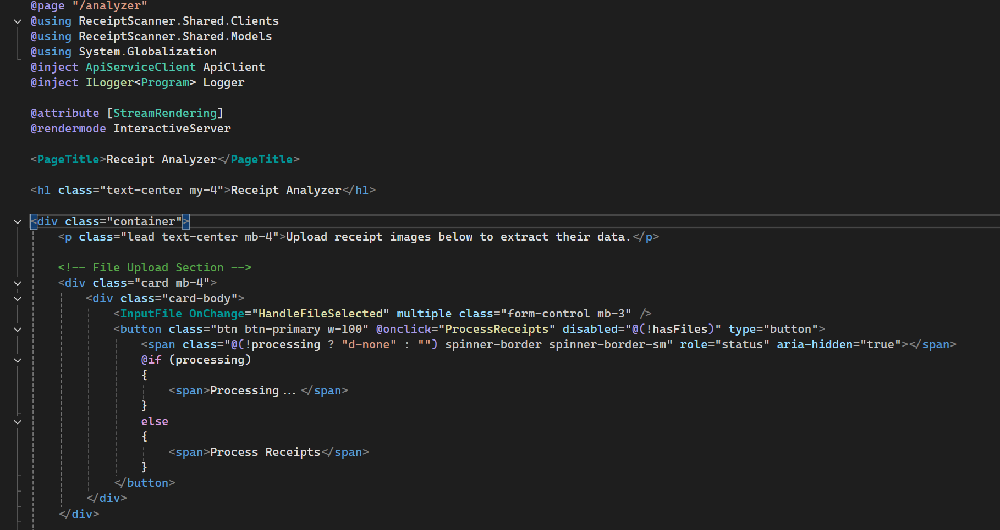 @page "/analyzer"
@using ReceiptScanner.Shared.Clients
@using ReceiptScanner.Shared.Models
@using System.Globalization
@inject ApiServiceClient ApiClient
@inject ILogger<Program> Logger

@attribute [StreamRendering]
@rendermode InteractiveServer

<PageTitle>Receipt Analyzer</PageTitle>

<h1 class="text-center my-4">Receipt Analyzer</h1>

<div class="container">
    <p class="lead text-center mb-4">Upload receipt images below to extract their data.</p>

    <!-- File Upload Section -->
    <div class="card mb-4">
        <div class="card-body">
            <InputFile OnChange="HandleFileSelected" multiple class="form-control mb-3" />
            <button class="btn btn-primary w-100" @onclick="ProcessReceipts" disabled="@(!hasFiles)" type="button">
                <span class="@(!processing ? "d-none" : "") spinner-border spinner-border-sm" role="status" aria-hidden="true"></span>
                @if (processing)
                {
                    <span>Processing...</span>
                }
                else
                {
                    <span>Process Receipts</span>
                }
            </button>
        </div>
    </div>